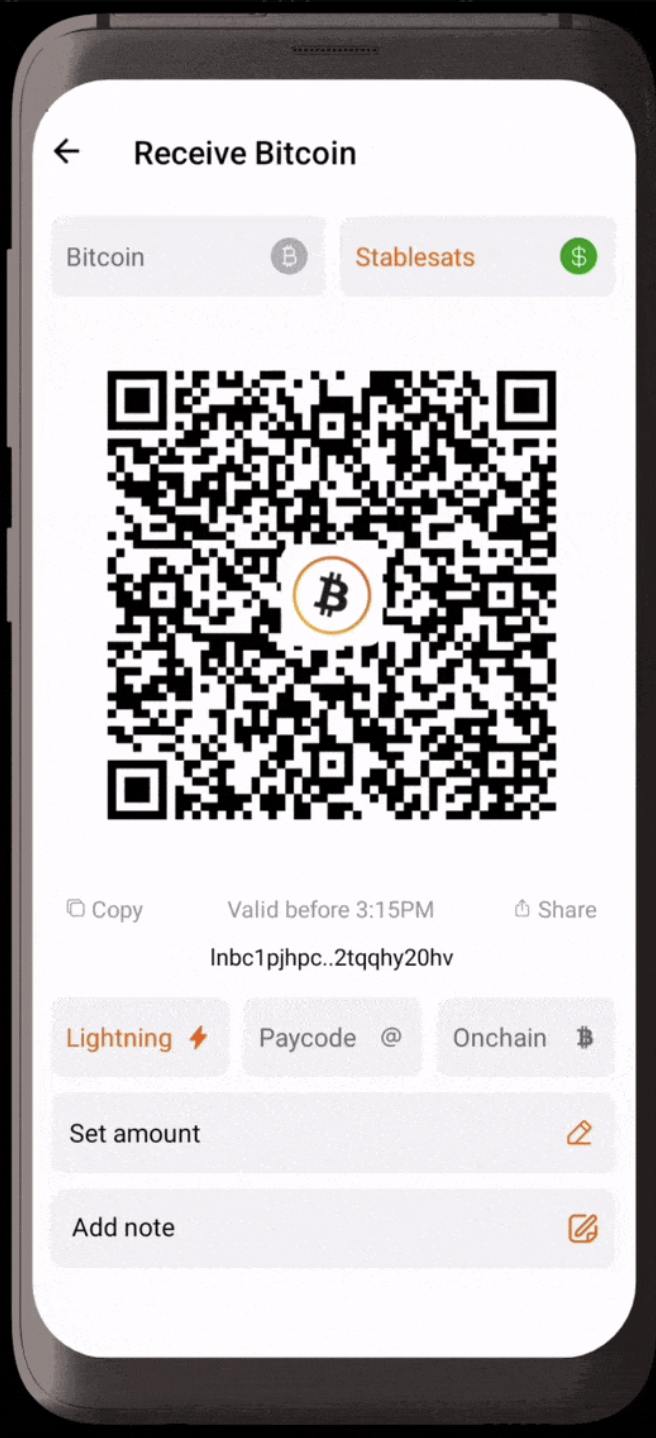 Receive Bitcoin
Bitcoin
Stablesats $
Copy Valid before 3:15PM Share
lnbc1pjhpc..2tqqhy20hv
Lightning Paycode @ Onchain
Set amount
Add note